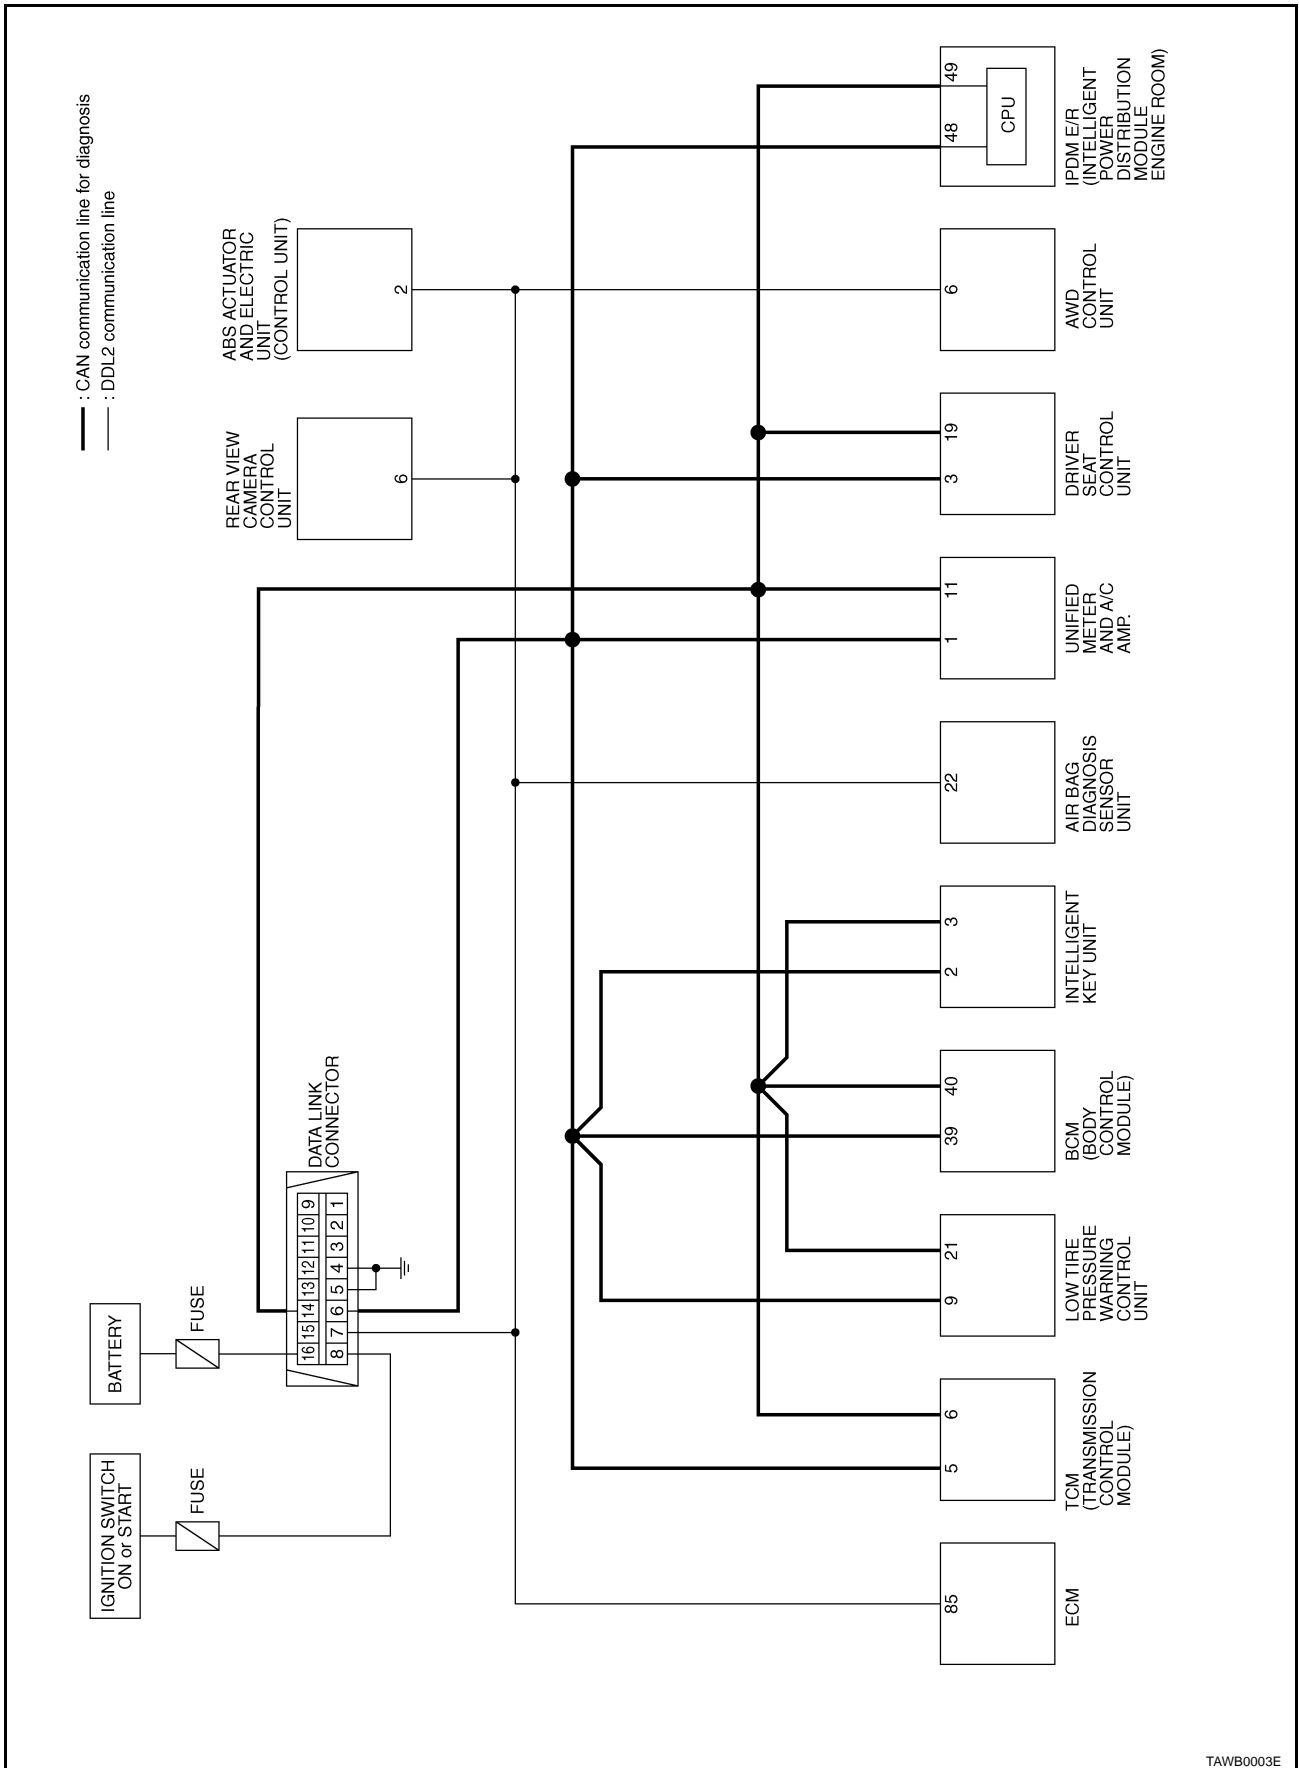 : CAN communication line for diagnosis
: DDL2 communication line
IGNITION SWITCH
ON or START
FUSE
BATTERY
FUSE
DATA LINK
CONNECTOR
16 15 14 13 12 11 10 9
8 7 6 5 4 3 2 1
REAR VIEW
CAMERA
CONTROL
UNIT
6
ABS ACTUATOR
AND ELECTRIC
UNIT
(CONTROL UNIT)
2
85
ECM
5 6
TCM
(TRANSMISSION
CONTROL
MODULE)
9 21
LOW TIRE
PRESSURE
WARNING
CONTROL
UNIT
39 40
BCM
(BODY
CONTROL
MODULE)
2 3
INTELLIGENT
KEY UNIT
22
AIR BAG
DIAGNOSIS
SENSOR
UNIT
1 11
UNIFIED
METER
AND A/C
AMP.
3 19
DRIVER
SEAT
CONTROL
UNIT
6
AWD
CONTROL
UNIT
48 49
CPU
IPDM E/R
(INTELLIGENT
POWER
DISTRIBUTION
MODULE
ENGINE ROOM)
TAWB0003E